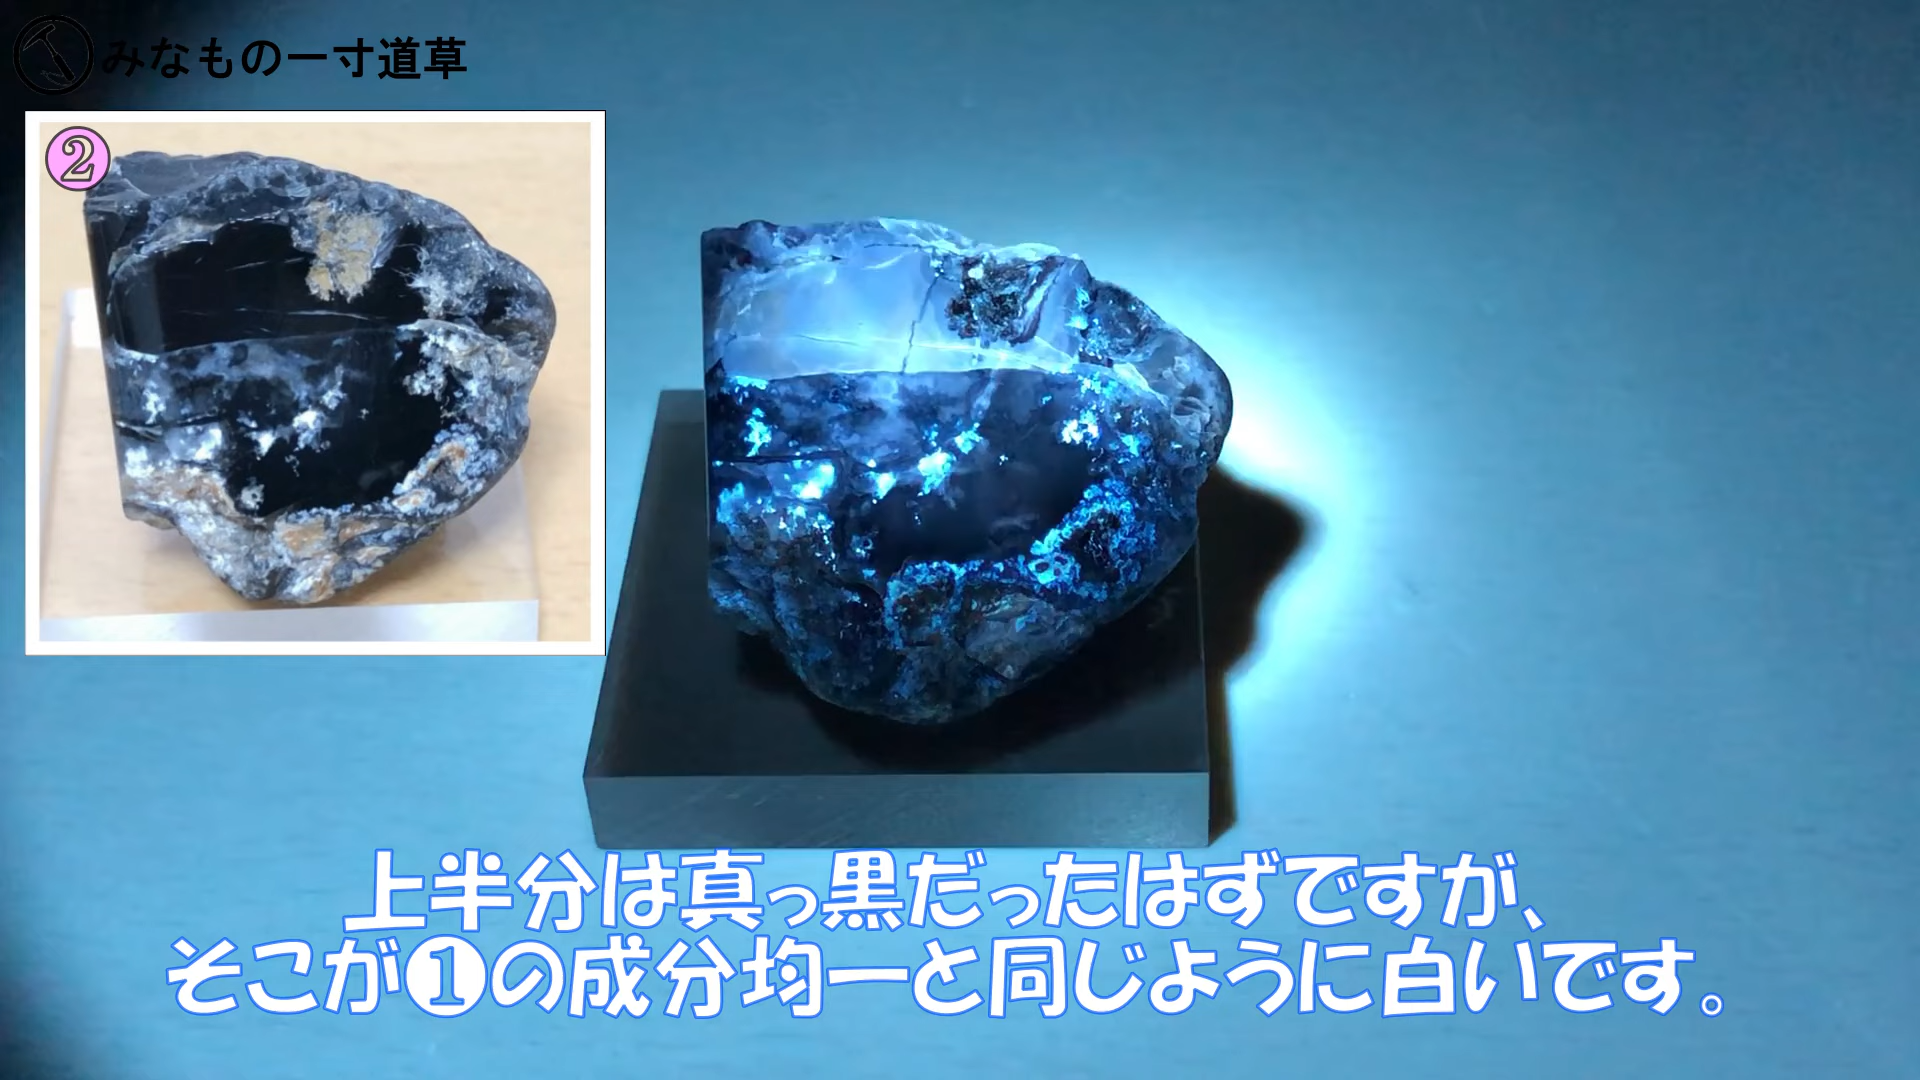 みなもの一寸道草
②
上半分は真っ黒だったはずですが、
そこが❶の成分均一と同じように白いです。